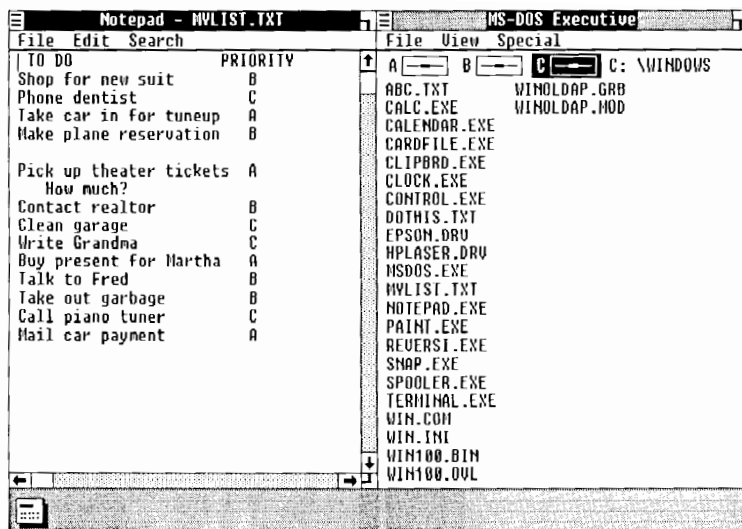 Notepad - MYLIST.TXT
File Edit Search
TO DO PRIORITY
Shop for new suit B
Phone dentist C
Take car in for tuneup A
Make plane reservation B
Pick up theater tickets A
How much?
Contact realtor B
Clean garage C
Write Grandma C
Buy present for Martha A
Talk to Fred B
Take out garbage B
Call piano tuner C
Mail car payment A
MS-DOS Executive
File View Special
A B C C: \WINDOWS
ABC.TXT WINOLDAP.GRB
CALC.EXE WINOLDAP.MOD
CALENDAR.EXE
CARDFILE.EXE
CLIPBRD.EXE
CLOCK.EXE
CONTROL.EXE
DOTHIS.TXT
EPSON.DRV
HPLASER.DRV
MSDOS.EXE
MYLIST.TXT
NOTEPAD.EXE
PAINT.EXE
REVERSI.EXE
SNAP.EXE
SPOOLER.EXE
TERMINAL.EXE
WIN.COM
WIN.INI
WIN100.BIN
WIN100.OVL